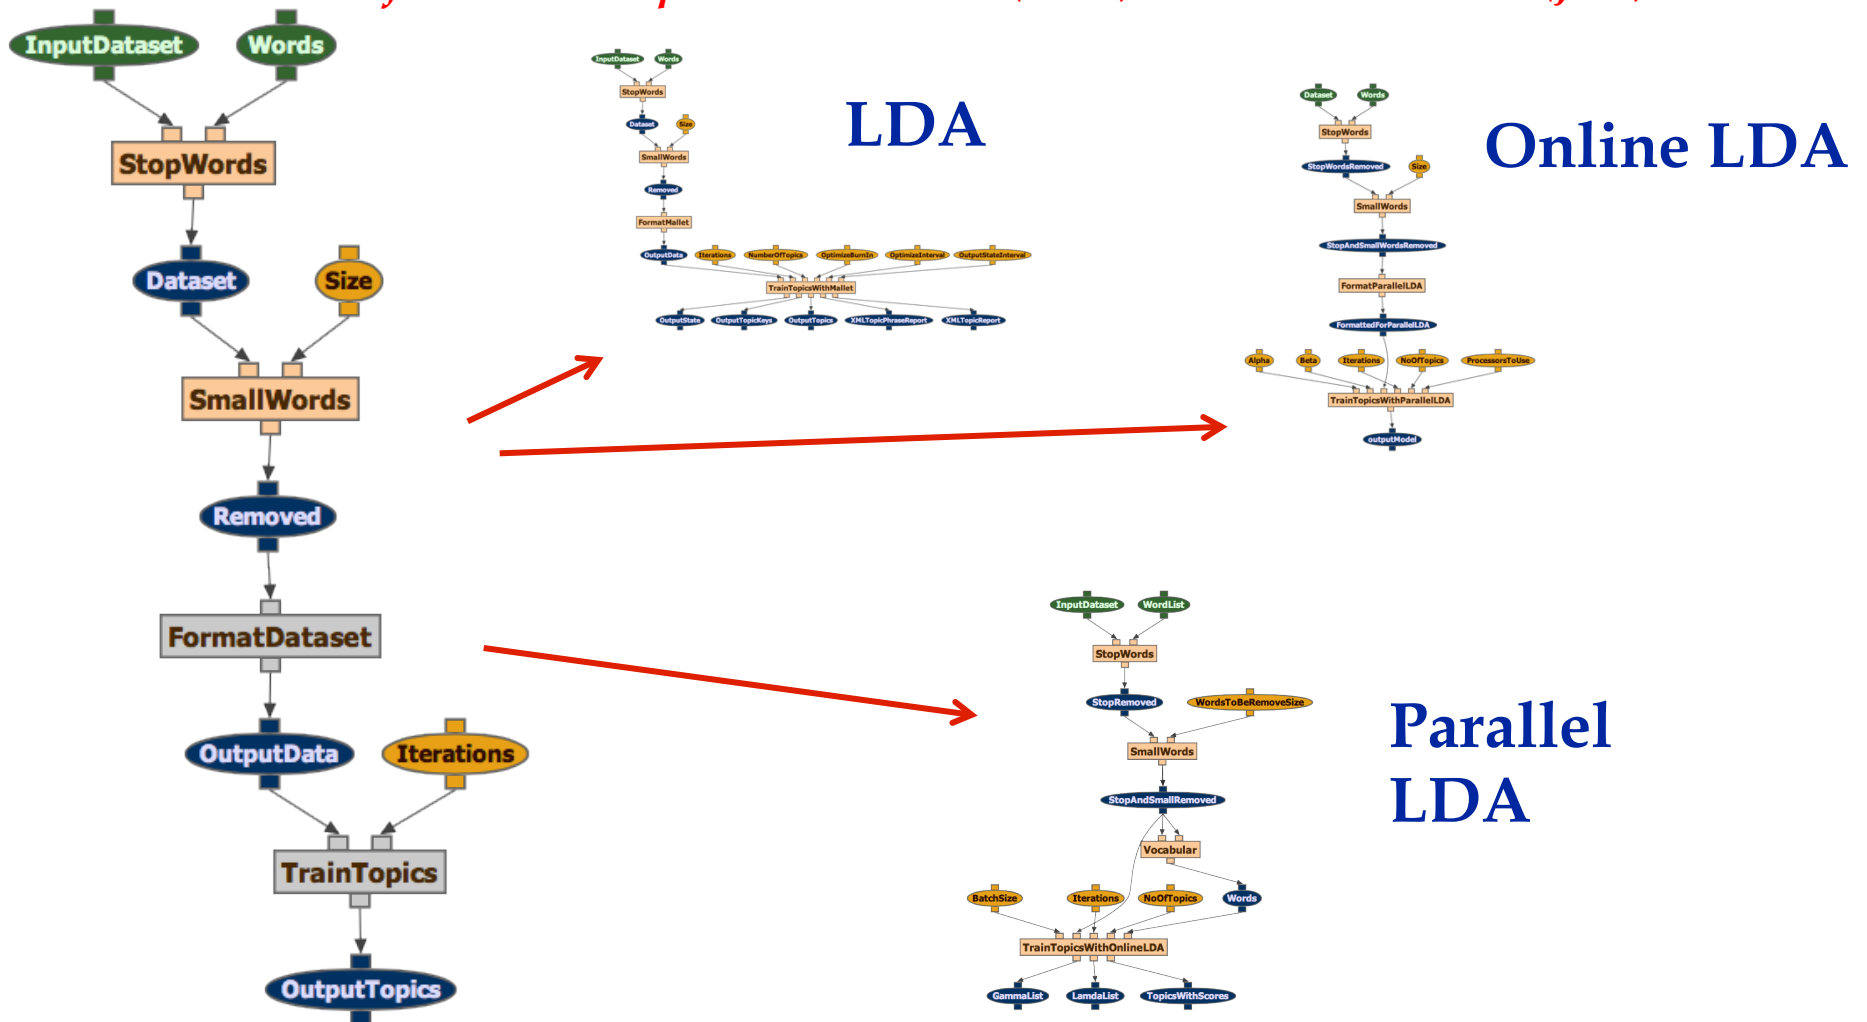 InputDataset
Words
StopWords
Dataset
Size
SmallWords
Removed
FormatDataset
OutputData
Iterations
TrainTopics
OutputTopics
LDA
InputDataset
Words
StopWords
Dataset
Size
SmallWords
Removed
FormatMallet
OutputData
Iterations
NumberOfTopics
OptimizeBurnIn
OptimizeInterval
OutputStateInterval
TrainTopicsWithMallet
OutputState
OutputTopicKeys
OutputTopics
XMLTopicPhraseReport
XMLTopicReport
Online LDA
Dataset
Words
StopWords
StopWordsRemoved
Size
SmallWords
StopAndSmallWordsRemoved
FormatParallelLDA
FormattedForParallelLDA
Alpha
Beta
Iterations
NoOfTopics
ProcessorsToUse
TrainTopicsWithParallelLDA
outputModel
Parallel
LDA
InputDataset
WordList
StopWords
StopRemoved
WordsToBeRemoveSize
SmallWords
StopAndSmallRemoved
Vocabular
BatchSize
Iterations
NoOfTopics
Words
TrainTopicsWithOnlineLDA
GammaList
LamdaList
TopicsWithScores